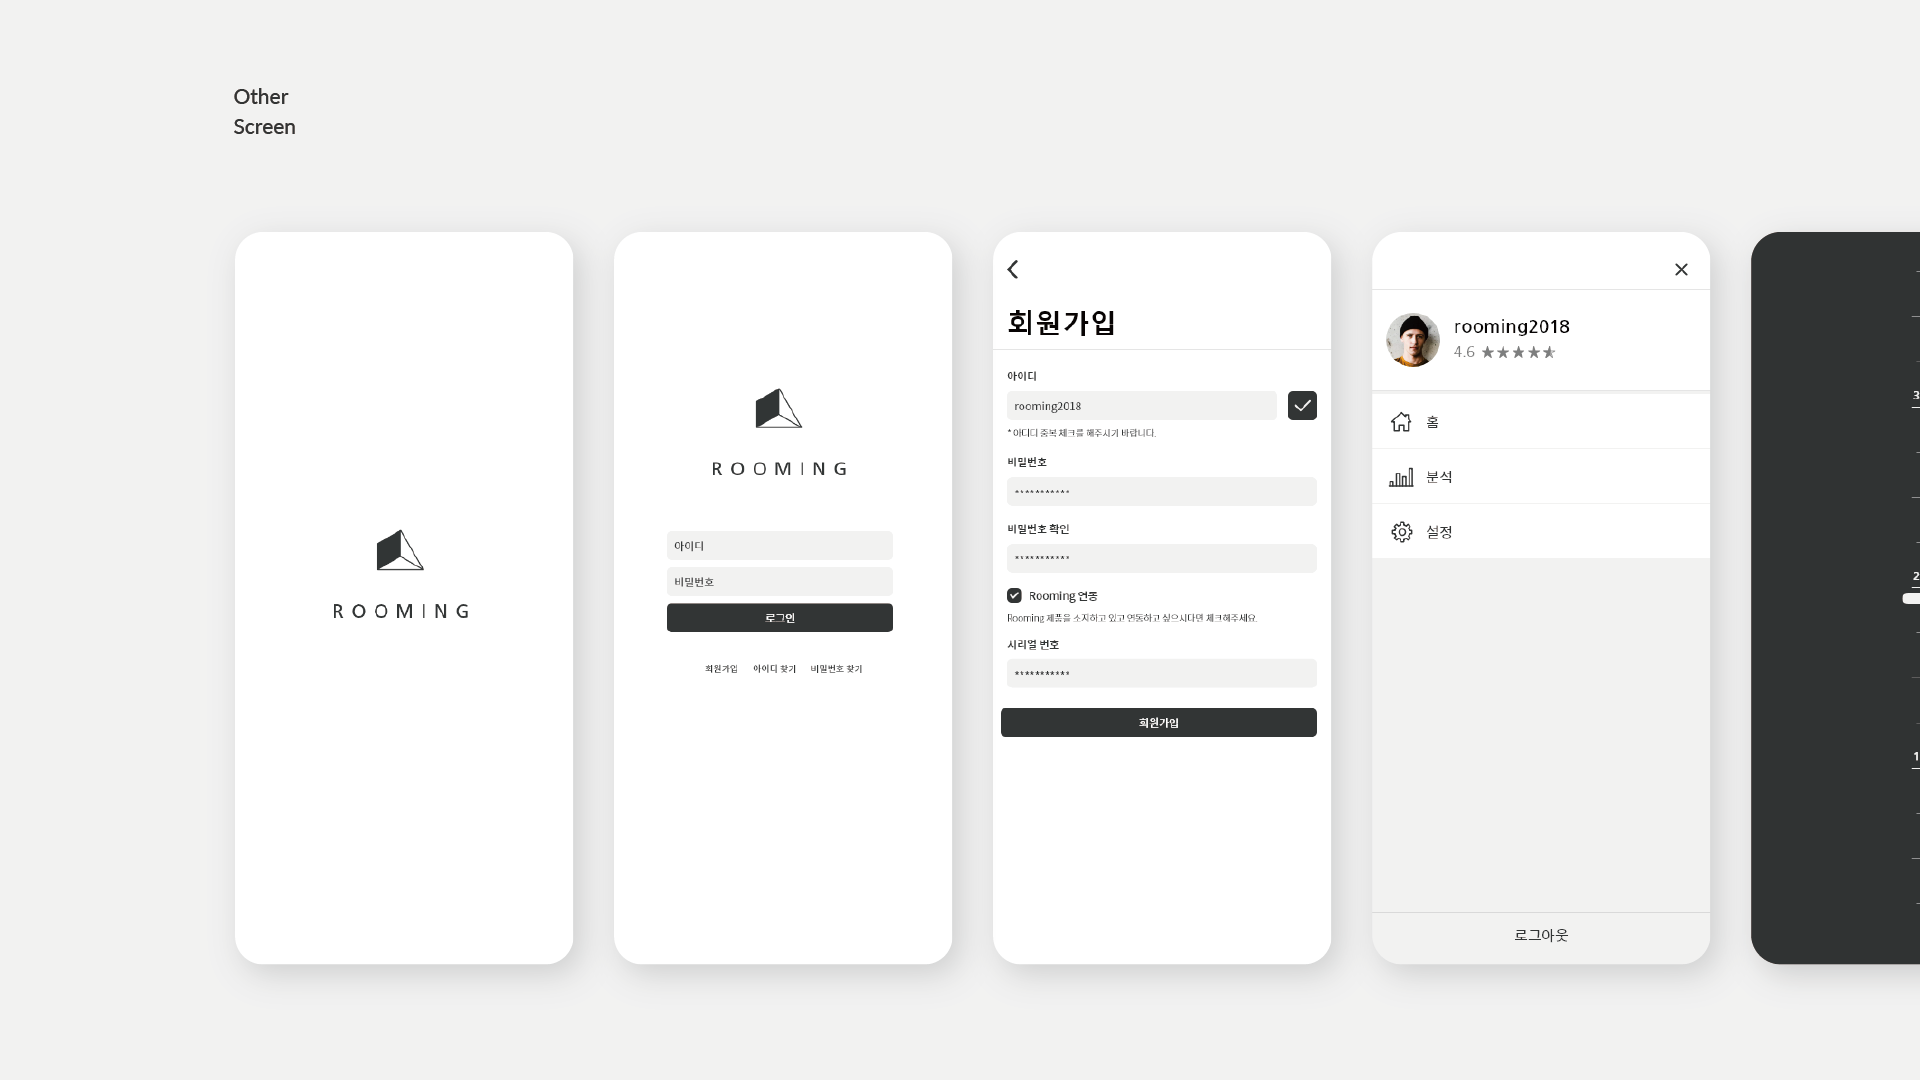 Other
Screen
ROOMING
ROOMING
아이디
비밀번호
로그인
회원가입 아이디 찾기 비밀번호 찾기
회원가입
아이디
rooming2018
* 아디디 중복 체크를 해주시기 바랍니다.
비밀번호
***********
비밀번호 확인
***********
Rooming 연동
Rooming 제품을 소지하고 있고 연동하고 싶으시다면 체크해주세요.
시리얼 번호
***********
회원가입
rooming2018
4.6
홈
분석
설정
로그아웃
3
2
1